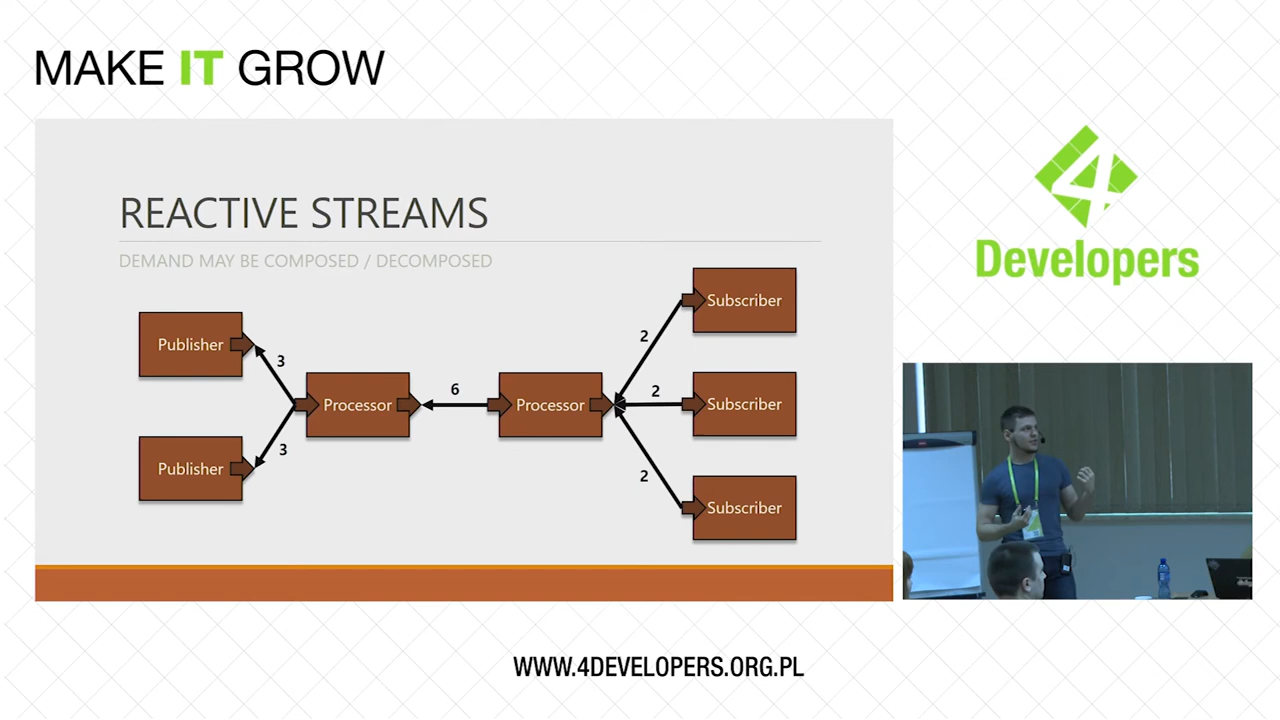 MAKE IT GROW
REACTIVE STREAMS
DEMAND MAY BE COMPOSED / DECOMPOSED
Publisher
Publisher
3
3
Processor
6
Processor
2
2
2
Subscriber
Subscriber
Subscriber
4
Developers
WWW.4DEVELOPERS.ORG.PL